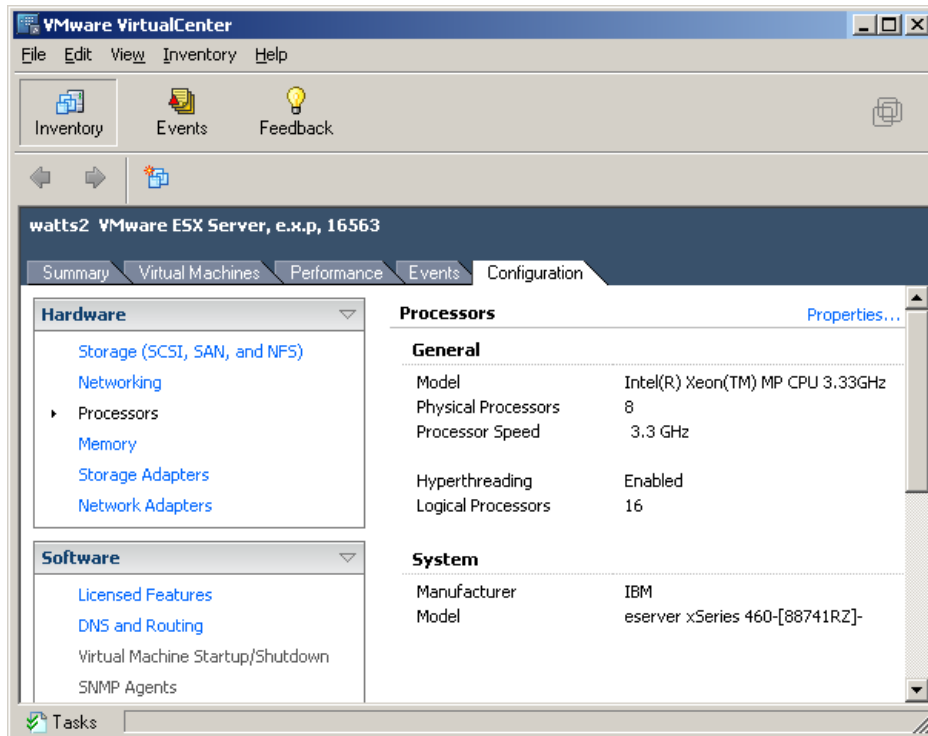 VMware VirtualCenter
File Edit View Inventory Help
Inventory Events Feedback
watts2 VMware ESX Server, e.x.p, 16563
Summary Virtual Machines Performance Events Configuration
Hardware
Storage (SCSI, SAN, and NFS)
Networking
Processors
Memory
Storage Adapters
Network Adapters
Software
Licensed Features
DNS and Routing
Virtual Machine Startup/Shutdown
SNMP Agents
Processors Properties...
General
Model Intel(R) Xeon(TM) MP CPU 3.33GHz
Physical Processors 8
Processor Speed 3.3 GHz
Hyperthreading Enabled
Logical Processors 16
System
Manufacturer IBM
Model eserver xSeries 460-[88741RZ]-
Tasks